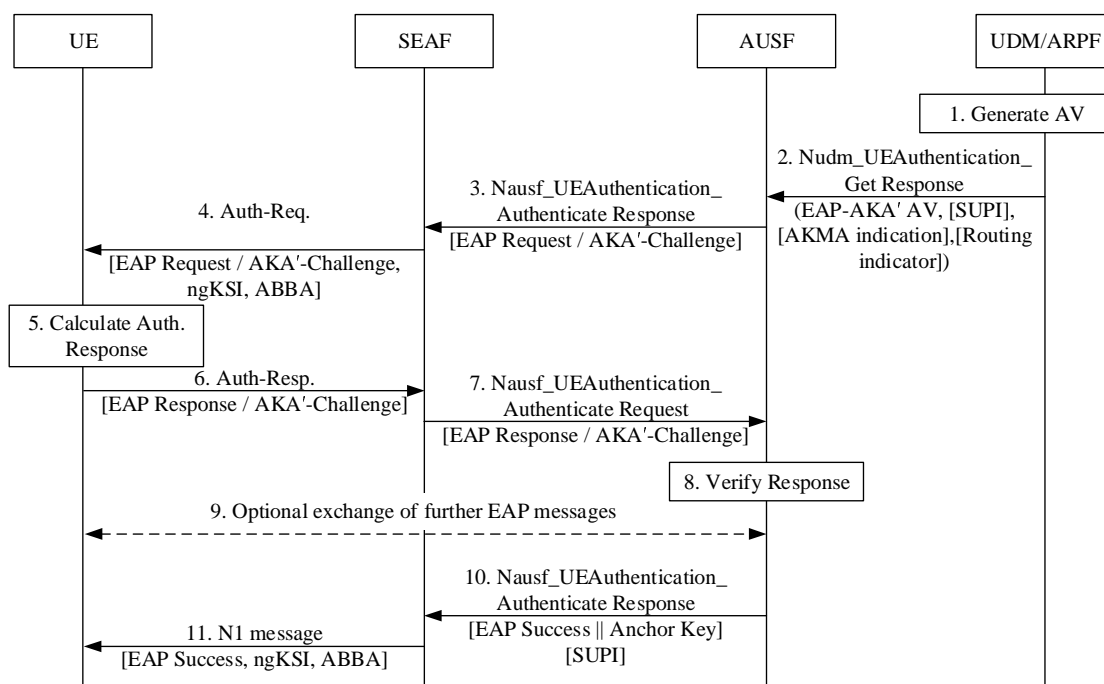 UE
SEAF
AUSF
UDM/ARPF
1. Generate AV
2. Nudm_UEAuthentication_
Get Response
(EAP-AKA′ AV, [SUPI],
[AKMA indication],[Routing
indicator])
3. Nausf_UEAuthentication_
Authenticate Response
[EAP Request / AKA′-Challenge]
4. Auth-Req.
[EAP Request / AKA′-Challenge,
ngKSI, ABBA]
5. Calculate Auth.
Response
6. Auth-Resp.
[EAP Response / AKA′-Challenge]
7. Nausf_UEAuthentication_
Authenticate Request
[EAP Response / AKA′-Challenge]
8. Verify Response
9. Optional exchange of further EAP messages
10. Nausf_UEAuthentication_
Authenticate Response
[EAP Success || Anchor Key]
[SUPI]
11. N1 message
[EAP Success, ngKSI, ABBA]